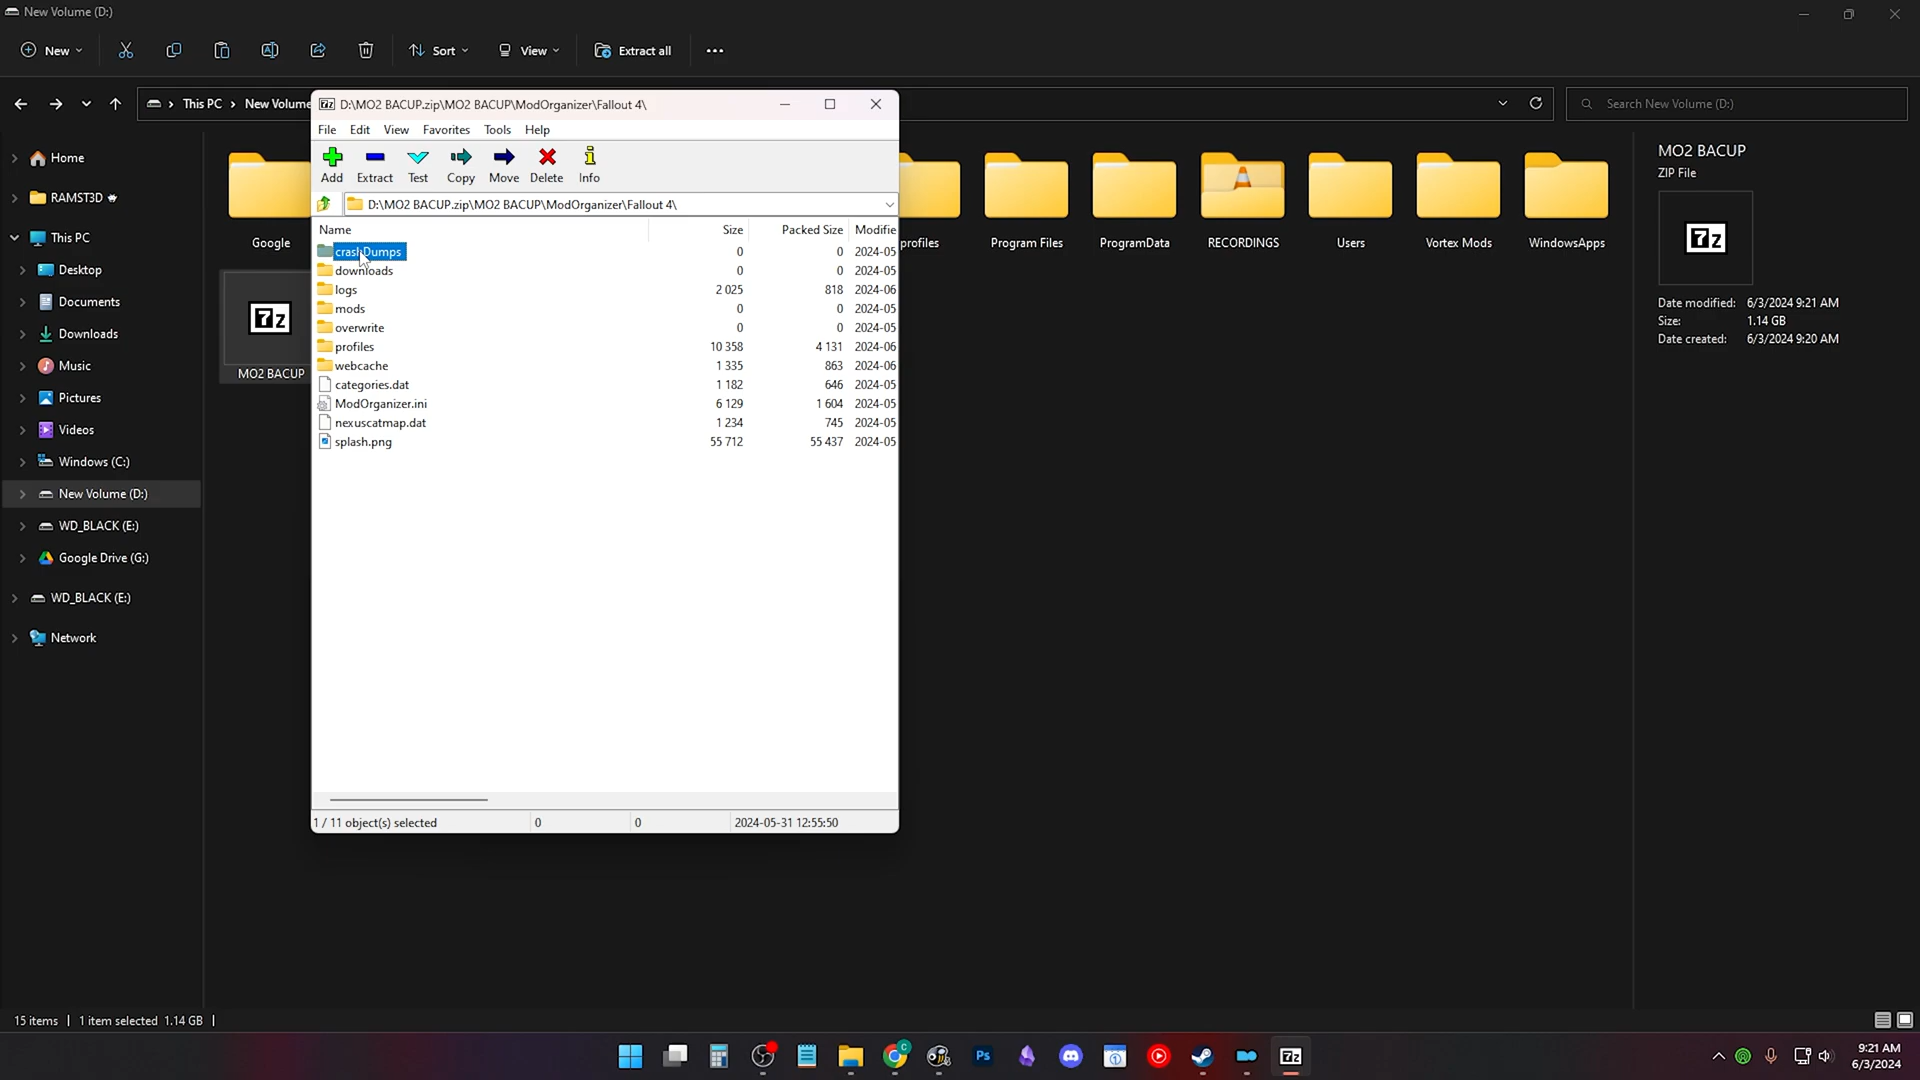 New Volume (D:)
New
Sort
View
Extract all
This PC
New Volume
Search New Volume (D:)
D:\MO2 BACUP.zip\MO2 BACUP\ModOrganizer\Fallout 4\
File Edit View Favorites Tools Help
Add Extract Test Copy Move Delete Info
D:\MO2 BACUP.zip\MO2 BACUP\ModOrganizer\Fallout 4\
Name Size Packed Size Modifie
crashDumps 0 0 2024-05
downloads 0 0 2024-05
logs 2 025 818 2024-06
mods 0 0 2024-05
overwrite 0 0 2024-05
profiles 10 358 4 131 2024-06
webcache 1 335 863 2024-06
categories.dat 1 182 646 2024-05
ModOrganizer.ini 6 129 1 604 2024-05
nexuscatmap.dat 1 234 745 2024-05
splash.png 55 712 55 437 2024-05
1 / 11 object(s) selected 0 0 2024-05-31 12:55:50
Home
RAMST3D
This PC
Desktop
Documents
Downloads
Music
Pictures
Videos
Windows (C:)
New Volume (D:)
WD_BLACK (E:)
Google Drive (G:)
WD_BLACK (E:)
Network
Google
profiles
Program Files
ProgramData
RECORDINGS
Users
Vortex Mods
WindowsApps
7z
MO2 BACUP
MO2 BACUP
ZIP File
7z
Date modified: 6/3/2024 9:21 AM
Size: 1.14 GB
Date created: 6/3/2024 9:20 AM
15 items 1 item selected 1.14 GB
Ps
7z
9:21 AM
6/3/2024